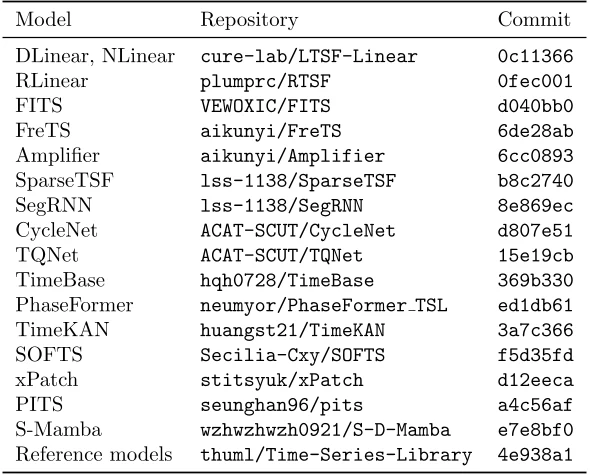 Model Repository Commit
DLinear, NLinear cure-lab/LTSF-Linear 0c11366
RLinear plumprc/RTSF 0fec001
FITS VEWOXIC/FITS d040bb0
FreTS aikunyi/FreTS 6de28ab
Amplifier aikunyi/Amplifier 6cc0893
SparseTSF lss-1138/SparseTSF b8c2740
SegRNN lss-1138/SegRNN 8e869ec
CycleNet ACAT-SCUT/CycleNet d807e51
TQNet ACAT-SCUT/TQNet 15e19cb
TimeBase hqh0728/TimeBase 369b330
PhaseFormer neumyor/PhaseFormer_TSL ed1db61
TimeKAN huangst21/TimeKAN 3a7c366
SOFTS Secilia-Cxy/SOFTS f5d35fd
xPatch stitsyuk/xPatch d12eeca
PITS seunghan96/pits a4c56af
S-Mamba wzhwzhwzh0921/S-D-Mamba e7e8bf0
Reference models thuml/Time-Series-Library 4e938a1